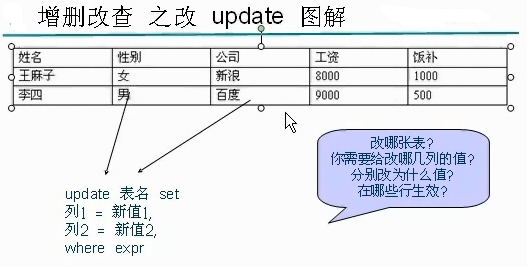 增删改查 之改 update 图解
姓名 性别 公司 工资 饭补
王麻子 女 新浪 8000 1000
李四 男 百度 9000 500
改哪张表?
你需要给改哪几列的值?
分别改为什么值?
在哪些行生效?
update 表名 set
列1 = 新值1,
列2 = 新值2,
where expr